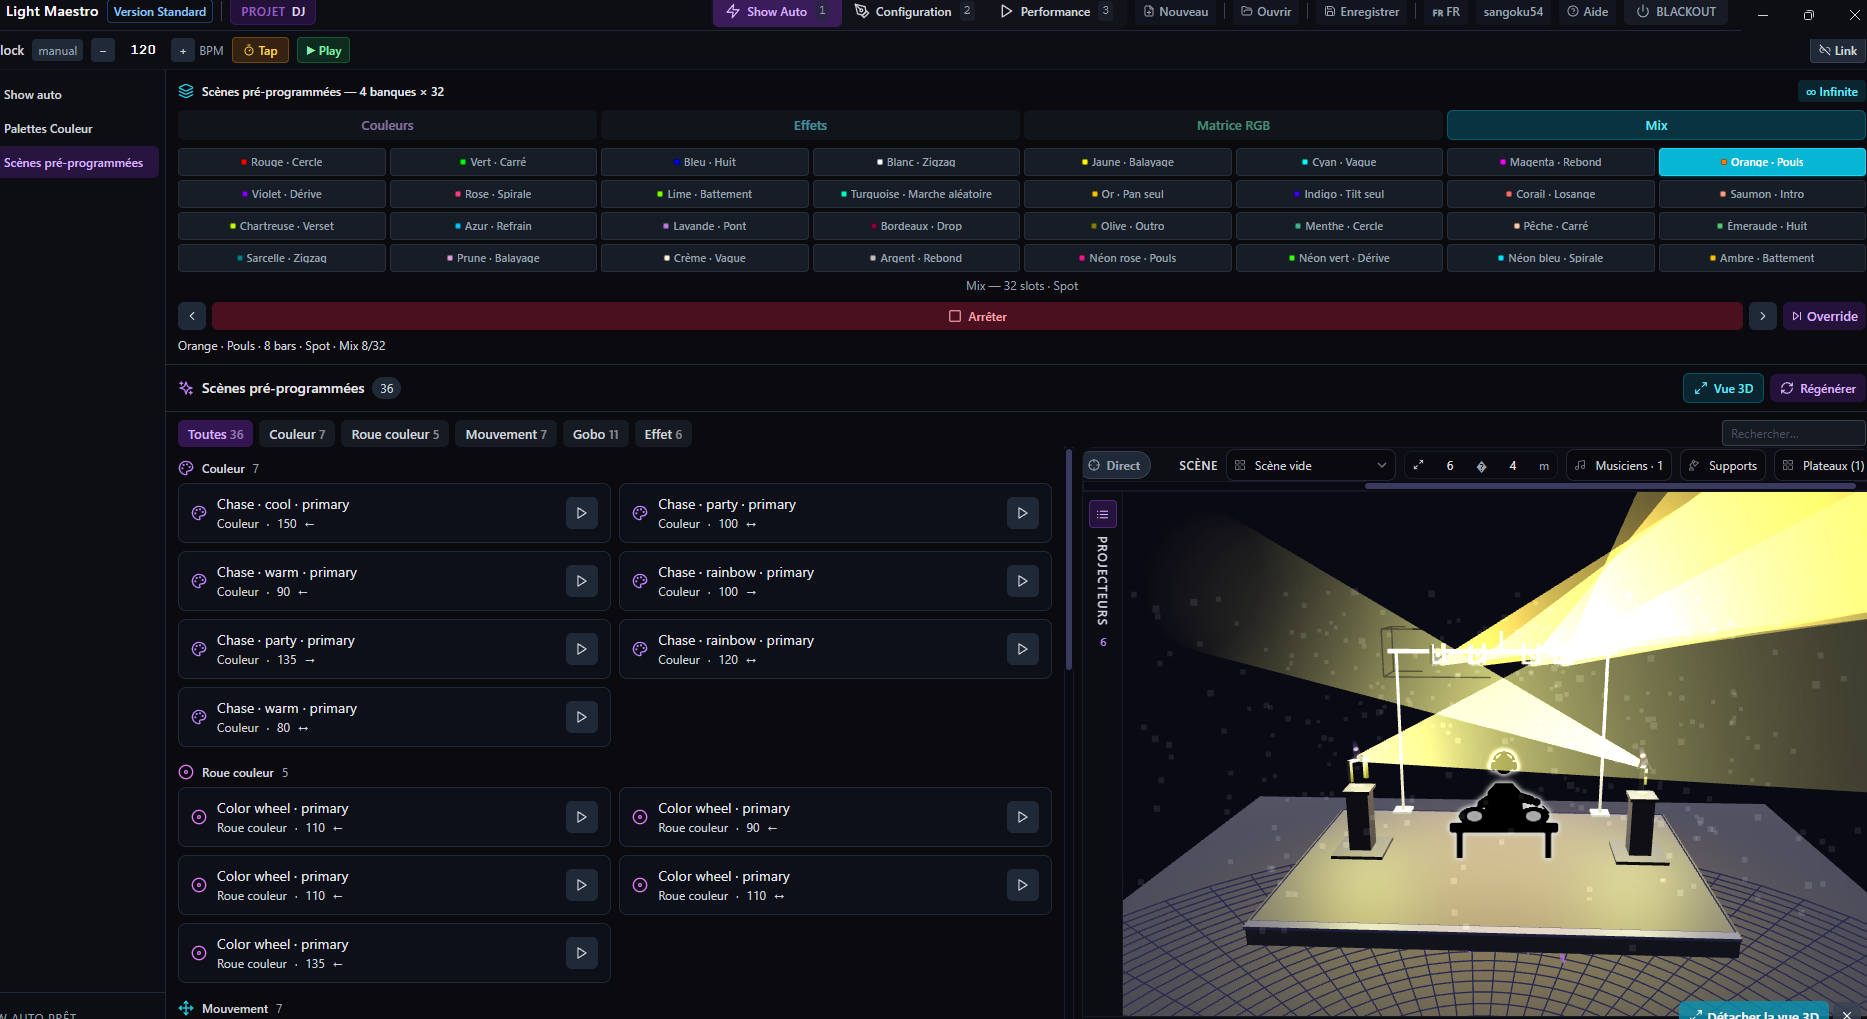 Light Maestro Version Standard PROJET DJ Show Auto 1 Configuration 2 Performance 3 Nouveau Ouvrir Enregistrer FR FR sangoku54 Aide BLACKOUT
lock manual − 120 + BPM Tap Play Link
Show auto
Palettes Couleur
Scènes pré-programmées
Scènes pré-programmées — 4 banques × 32 ∞ Infinite
Couleurs Effets Matrice RGB Mix
Rouge · Cercle Vert · Carré Bleu · Huit Blanc · Zigzag Jaune · Balayage Cyan · Vague Magenta · Rebond Orange · Pouls
Violet · Dérive Rose · Spirale Lime · Battement Turquoise · Marche aléatoire Or · Pan seul Indigo · Tilt seul Corail · Losange Saumon · Intro
Chartreuse · Verset Azur · Refrain Lavande · Pont Bordeaux · Drop Olive · Outro Menthe · Cercle Pêche · Carré Émeraude · Huit
Sarcelle · Zigzag Prune · Balayage Crème · Vague Argent · Rebond Néon rose · Pouls Néon vert · Dérive Néon bleu · Spirale Ambre · Battement
Mix — 32 slots · Spot
Arrêter Override
Orange · Pouls · 8 bars · Spot · Mix 8/32
Scènes pré-programmées 36 Vue 3D Régénérer
Toutes 36 Couleur 7 Roue couleur 5 Mouvement 7 Gobo 11 Effet 6 Rechercher...
Couleur 7
Chase · cool · primary
Couleur · 150 ←
Chase · party · primary
Couleur · 100 ↔
Chase · warm · primary
Couleur · 90 ←
Chase · rainbow · primary
Couleur · 100 →
Chase · party · primary
Couleur · 135 →
Chase · rainbow · primary
Couleur · 120 ↔
Chase · warm · primary
Couleur · 80 ↔
Roue couleur 5
Color wheel · primary
Roue couleur · 110 ←
Color wheel · primary
Roue couleur · 90 ←
Color wheel · primary
Roue couleur · 110 ←
Color wheel · primary
Roue couleur · 110 ↔
Color wheel · primary
Roue couleur · 135 ←
Mouvement 7
Direct SCÈNE Scène vide 6 � 4 m Musiciens · 1 Supports Plateaux (1)
PROJECTEURS 6
Détacher la vue 3D ×
W AUTO PRÊT